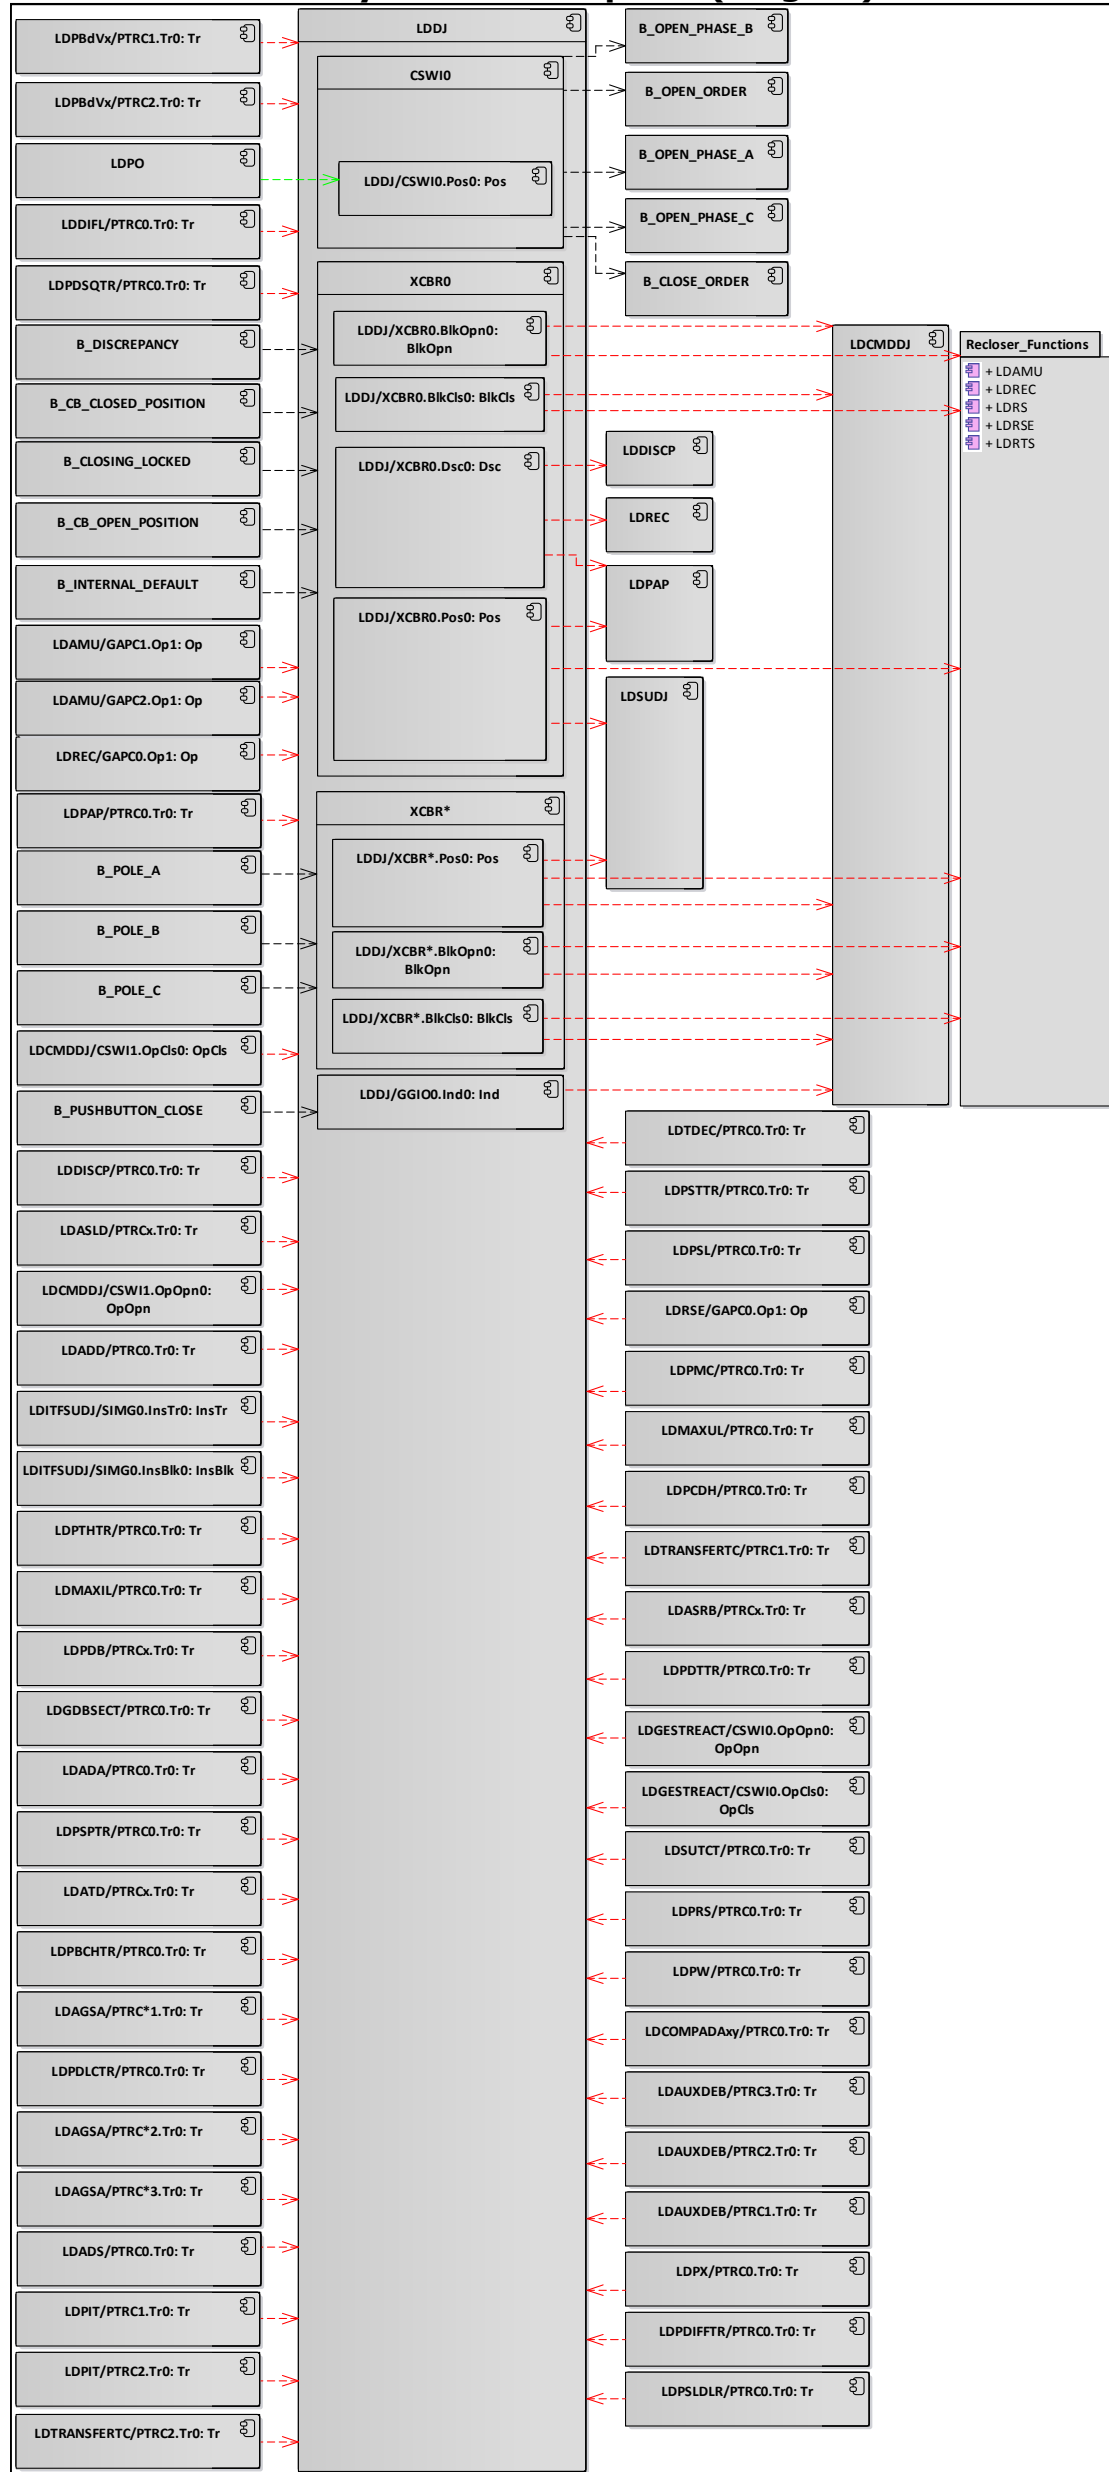 LDPBdVx/PTRC1.Tr0: Tr
LDPBdVx/PTRC2.Tr0: Tr
LDPO
LDDIFL/PTRC0.Tr0: Tr
LDPDSQTR/PTRC0.Tr0: Tr
B_DISCREPANCY
B_CB_CLOSED_POSITION
B_CLOSING_LOCKED
B_CB_OPEN_POSITION
B_INTERNAL_DEFAULT
LDAMU/GAPC1.Op1: Op
LDAMU/GAPC2.Op1: Op
LDREC/GAPC0.Op1: Op
LDPAP/PTRC0.Tr0: Tr
B_POLE_A
B_POLE_B
B_POLE_C
LDCMDDJ/CSWI1.OpCls0: OpCls
B_PUSHBUTTON_CLOSE
LDDISCP/PTRC0.Tr0: Tr
LDASLD/PTRCx.Tr0: Tr
LDCMDDJ/CSWI1.OpOpn0:
OpOpn
LDADD/PTRC0.Tr0: Tr
LDITFSUDJ/SIMG0.InsTr0: InsTr
LDITFSUDJ/SIMG0.InsBlk0: InsBlk
LDPTHTR/PTRC0.Tr0: Tr
LDMAXIL/PTRC0.Tr0: Tr
LDPDB/PTRCx.Tr0: Tr
LDGDBSECT/PTRC0.Tr0: Tr
LDADA/PTRC0.Tr0: Tr
LDPSPTR/PTRC0.Tr0: Tr
LDATD/PTRCx.Tr0: Tr
LDPBCHTR/PTRC0.Tr0: Tr
LDAGSA/PTRC*1.Tr0: Tr
LDPDLCTR/PTRC0.Tr0: Tr
LDAGSA/PTRC*2.Tr0: Tr
LDAGSA/PTRC*3.Tr0: Tr
LDADS/PTRC0.Tr0: Tr
LDPIT/PTRC1.Tr0: Tr
LDPIT/PTRC2.Tr0: Tr
LDTRANSFERTC/PTRC2.Tr0: Tr
LDDJ
CSWI0
LDDJ/CSWI0.Pos0: Pos
XCBR0
LDDJ/XCBR0.BlkOpn0:
BlkOpn
LDDJ/XCBR0.BlkCls0: BlkCls
LDDJ/XCBR0.Dsc0: Dsc
LDDJ/XCBR0.Pos0: Pos
XCBR*
LDDJ/XCBR*.Pos0: Pos
LDDJ/XCBR*.BlkOpn0:
BlkOpn
LDDJ/XCBR*.BlkCls0: BlkCls
LDDJ/GGIO0.Ind0: Ind
B_OPEN_PHASE_B
B_OPEN_ORDER
B_OPEN_PHASE_A
B_OPEN_PHASE_C
B_CLOSE_ORDER
LDDISCP
LDREC
LDPAP
LDSUDJ
LDCMDDJ
Recloser_Functions
+ LDAMU
+ LDREC
+ LDRS
+ LDRSE
+ LDRTS
LDTDEC/PTRC0.Tr0: Tr
LDPSTTR/PTRC0.Tr0: Tr
LDPSL/PTRC0.Tr0: Tr
LDRSE/GAPC0.Op1: Op
LDPMC/PTRC0.Tr0: Tr
LDMAXUL/PTRC0.Tr0: Tr
LDPCDH/PTRC0.Tr0: Tr
LDTRANSFERTC/PTRC1.Tr0: Tr
LDASRB/PTRCx.Tr0: Tr
LDPDTTR/PTRC0.Tr0: Tr
LDGESTREACT/CSWI0.OpOpn0:
OpOpn
LDGESTREACT/CSWI0.OpCls0:
OpCls
LDSUTCT/PTRC0.Tr0: Tr
LDPRS/PTRC0.Tr0: Tr
LDPW/PTRC0.Tr0: Tr
LDCOMPADAxy/PTRC0.Tr0: Tr
LDAUXDEB/PTRC3.Tr0: Tr
LDAUXDEB/PTRC2.Tr0: Tr
LDAUXDEB/PTRC1.Tr0: Tr
LDPX/PTRC0.Tr0: Tr
LDPDIFFTR/PTRC0.Tr0: Tr
LDPSLDLR/PTRC0.Tr0: Tr